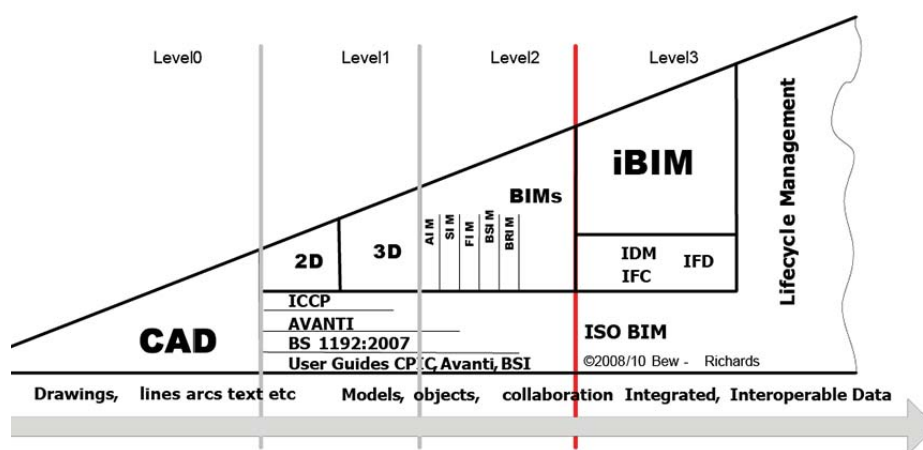 Level0
Level1
Level2
Level3
Lifecycle Management
iBIM
BIMs
AIM
SIM
FIM
BSIM
BRIM
2D
3D
IDM
IFD
IFC
ICCP
AVANTI
BS 1192:2007
User Guides CPIC, Avanti, BSI
CAD
ISO BIM
©2008/10 Bew - Richards
Drawings, lines arcs text etc Models, objects, collaboration Integrated, Interoperable Data